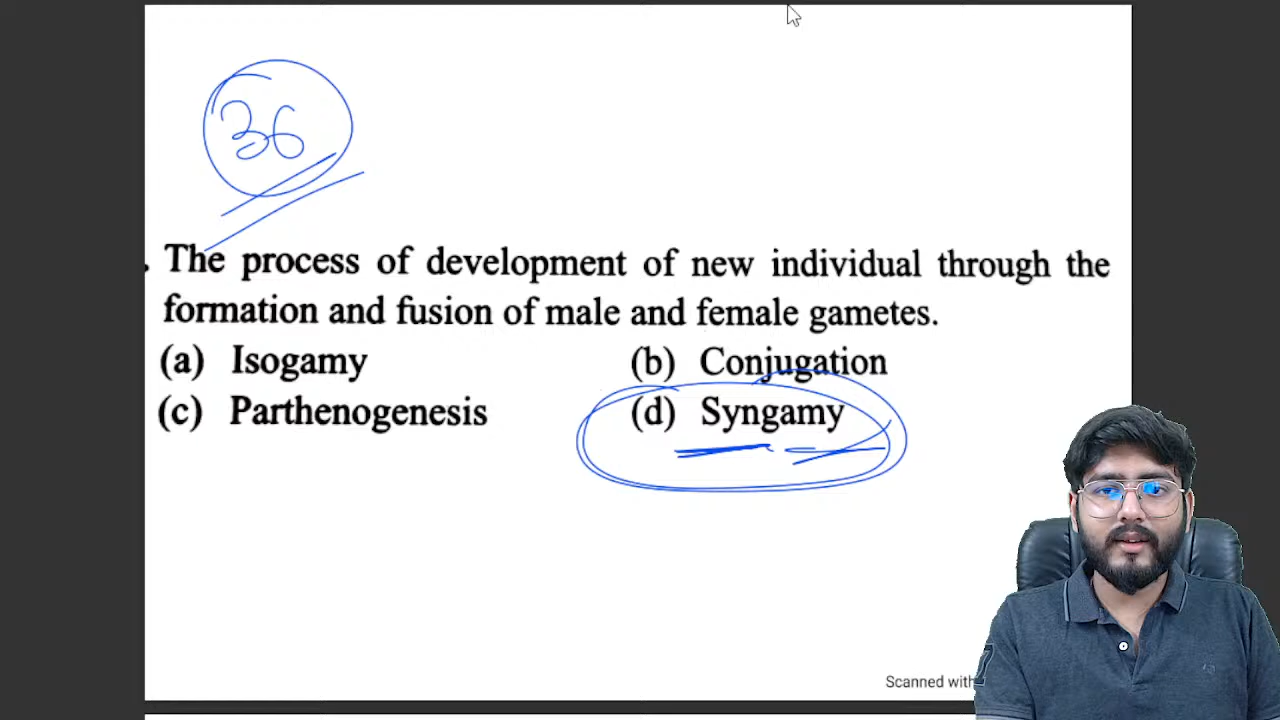 36
The process of development of new individual through the
formation and fusion of male and female gametes.
(a) Isogamy (b) Conjugation
(c) Parthenogenesis (d) Syngamy
Scanned with